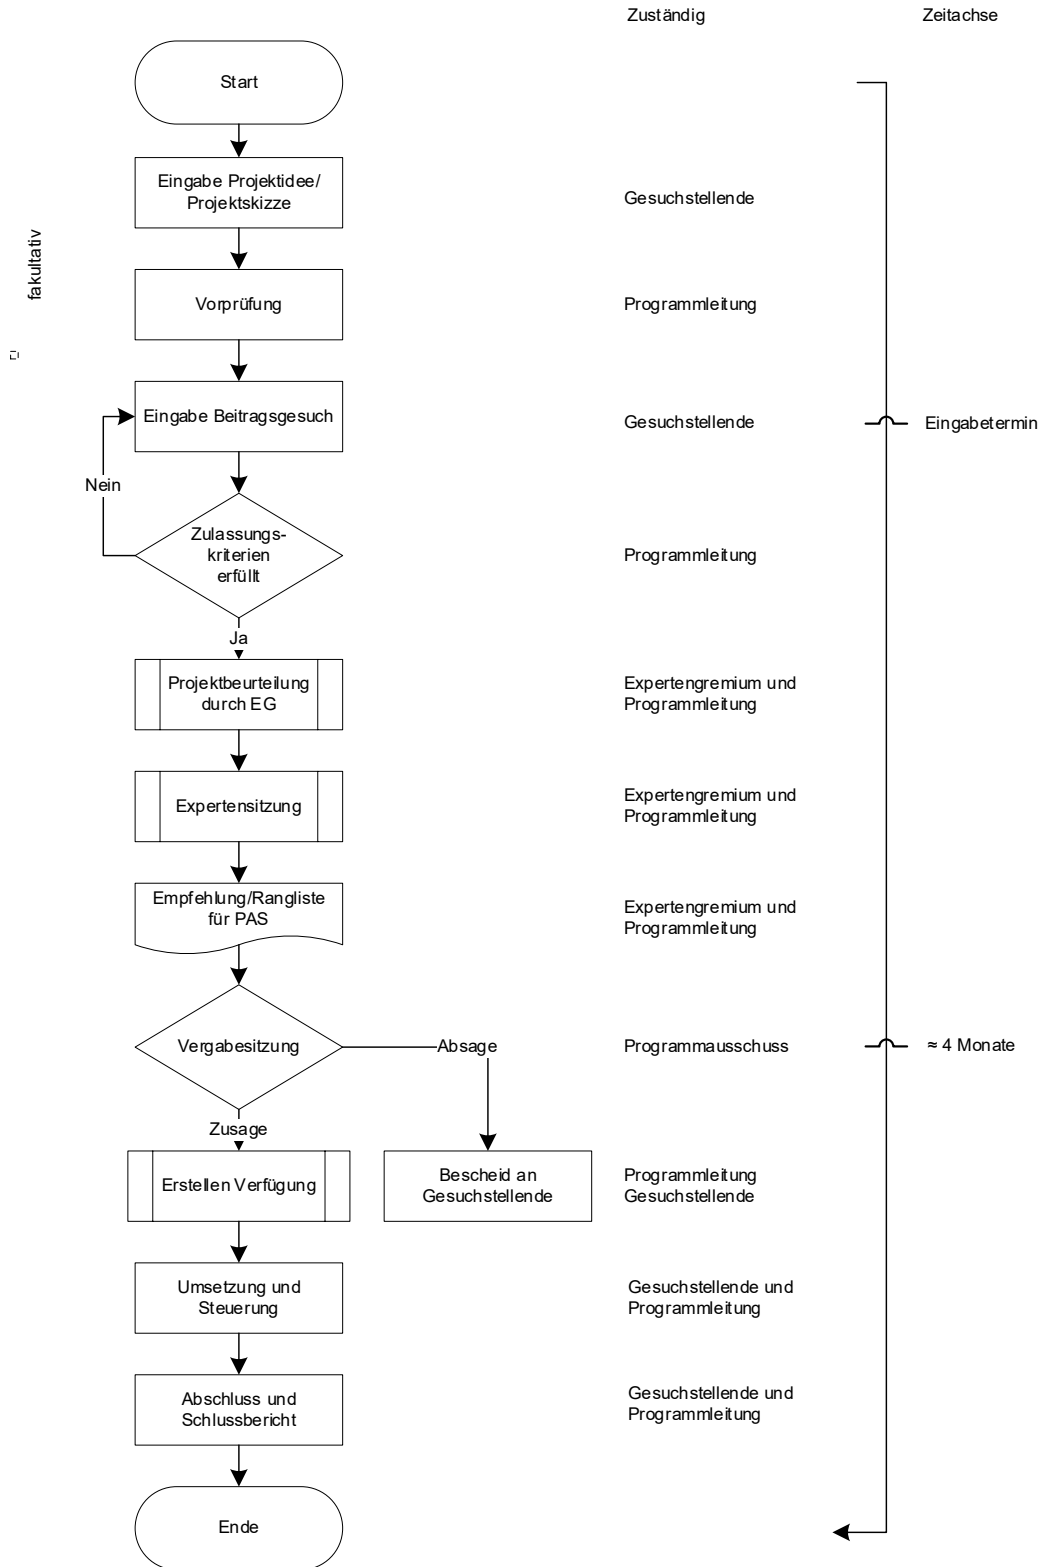 Zuständig
Zeitachse
Start
Eingabe Projektidee/
Projektskizze
Gesuchstellende
fakultativ
Vorprüfung
Programmleitung
Eingabe Beitragsgesuch
Gesuchstellende
Eingabetermin
Nein
Zulassungs-
kriterien
erfüllt
Programmleitung
Ja
Projektbeurteilung
durch EG
Expertengremium und
Programmleitung
Expertensitzung
Expertengremium und
Programmleitung
Empfehlung/Rangliste
für PAS
Expertengremium und
Programmleitung
Vergabesitzung
Absage
Programmausschuss
≈ 4 Monate
Zusage
Erstellen Verfügung
Bescheid an
Gesuchstellende
Programmleitung
Gesuchstellende
Umsetzung und
Steuerung
Gesuchstellende und
Programmleitung
Abschluss und
Schlussbericht
Gesuchstellende und
Programmleitung
Ende